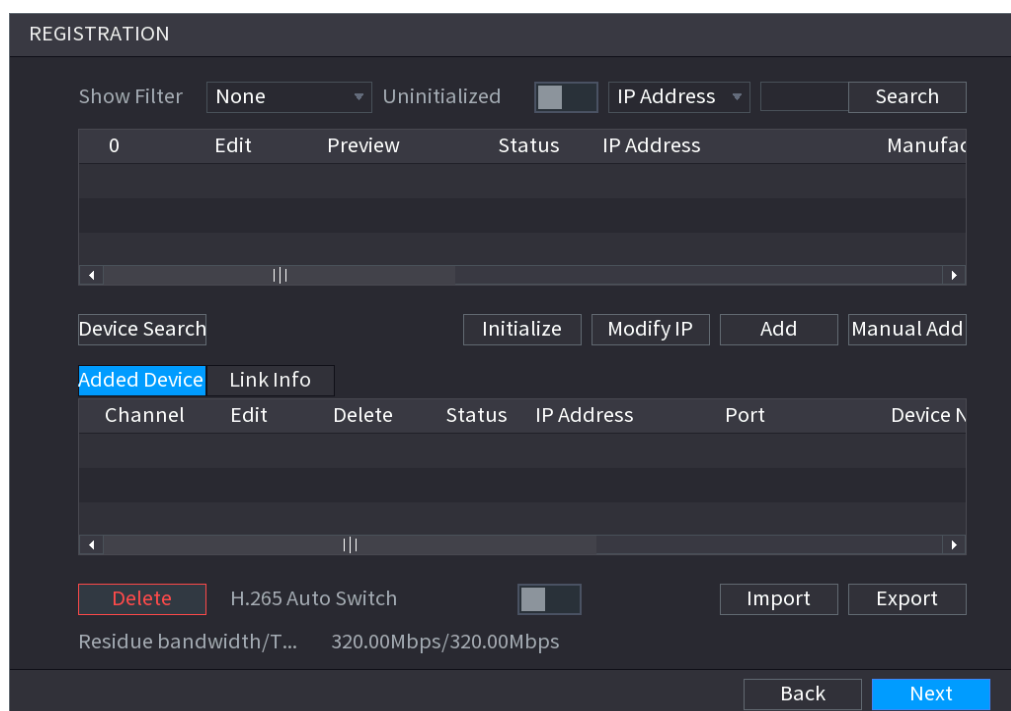 REGISTRATION
Show Filter None Uninitialized IP Address Search
0 Edit Preview Status IP Address Manufac
Device Search Initialize Modify IP Add Manual Add
Added Device Link Info
Channel Edit Delete Status IP Address Port Device N
Delete H.265 Auto Switch Import Export
Residue bandwidth/T... 320.00Mbps/320.00Mbps
Back Next